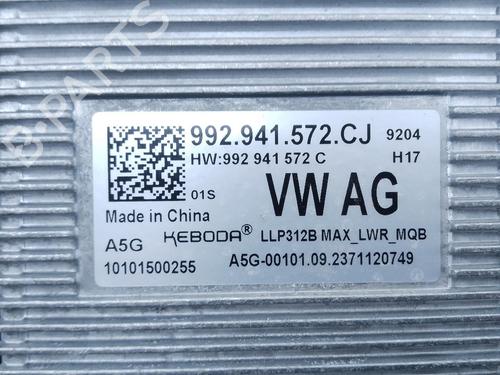 B-PARTS
992.941.572.CJ 9204
HW:992 941 572 C H17
01S
VW AG
Made in China
A5G KEBODA® LLP312B MAX_LWR_MQB
10101500255 A5G-00101.09.2371120749